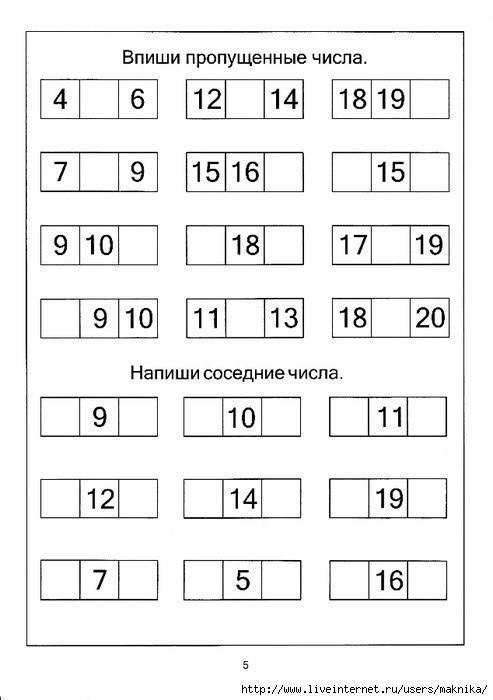 Впиши пропущенные числа.
4 6 12 14 18 19
7 9 15 16 15
9 10 18 17 19
9 10 11 13 18 20
Напиши соседние числа.
9 10 11
12 14 19
7 5 16
5
http://www.liveinternet.ru/users/maknika/